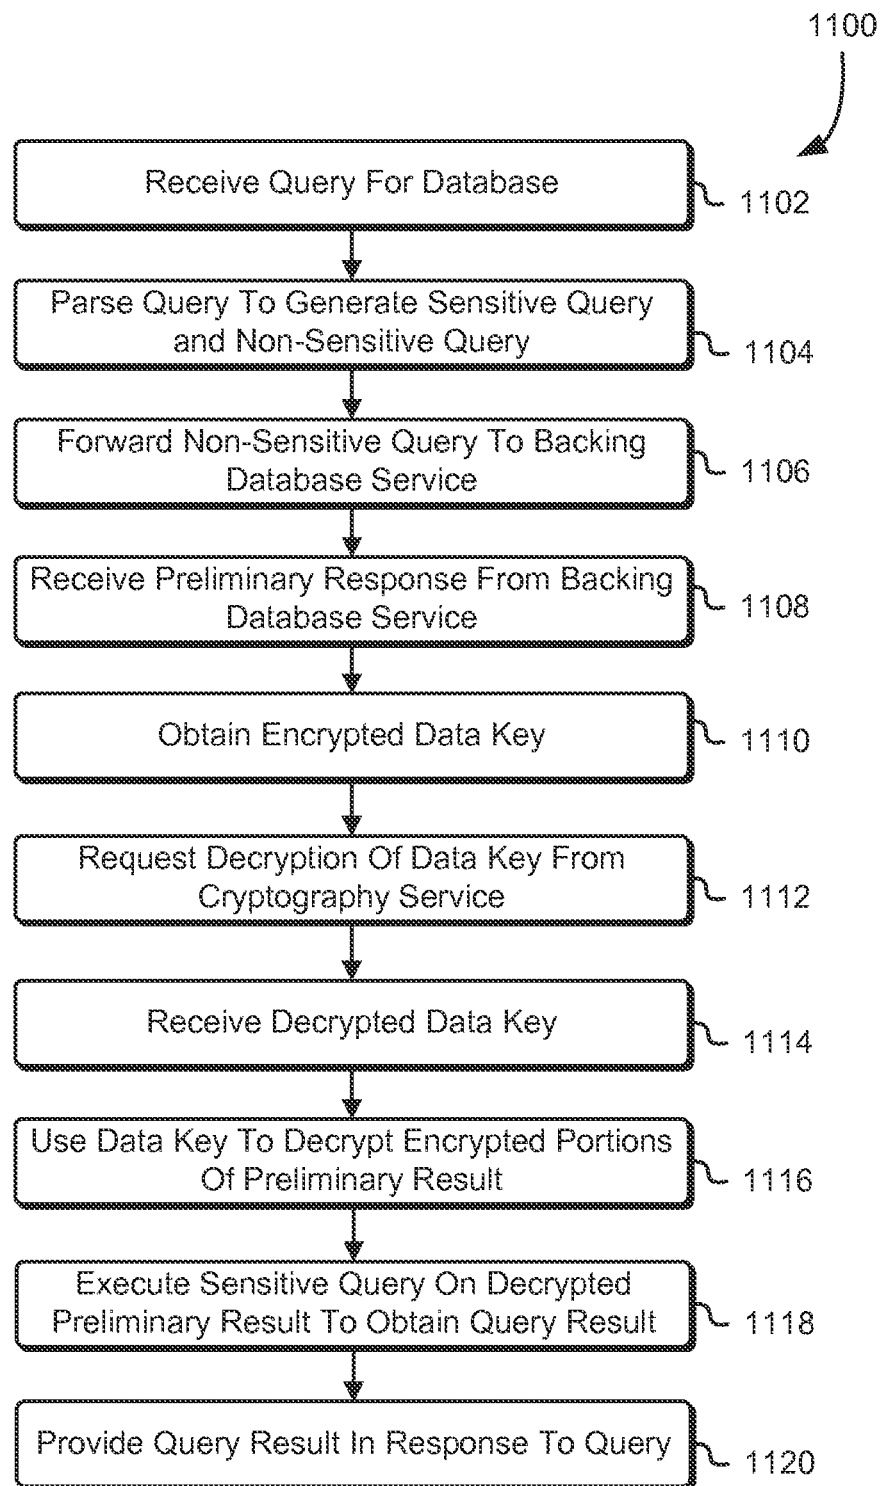 1100
Receive Query For Database
1102
Parse Query To Generate Sensitive Query
and Non-Sensitive Query
1104
Forward Non-Sensitive Query To Backing
Database Service
1106
Receive Preliminary Response From Backing
Database Service
1108
Obtain Encrypted Data Key
1110
Request Decryption Of Data Key From
Cryptography Service
1112
Receive Decrypted Data Key
1114
Use Data Key To Decrypt Encrypted Portions
Of Preliminary Result
1116
Execute Sensitive Query On Decrypted
Preliminary Result To Obtain Query Result
1118
Provide Query Result In Response To Query
1120